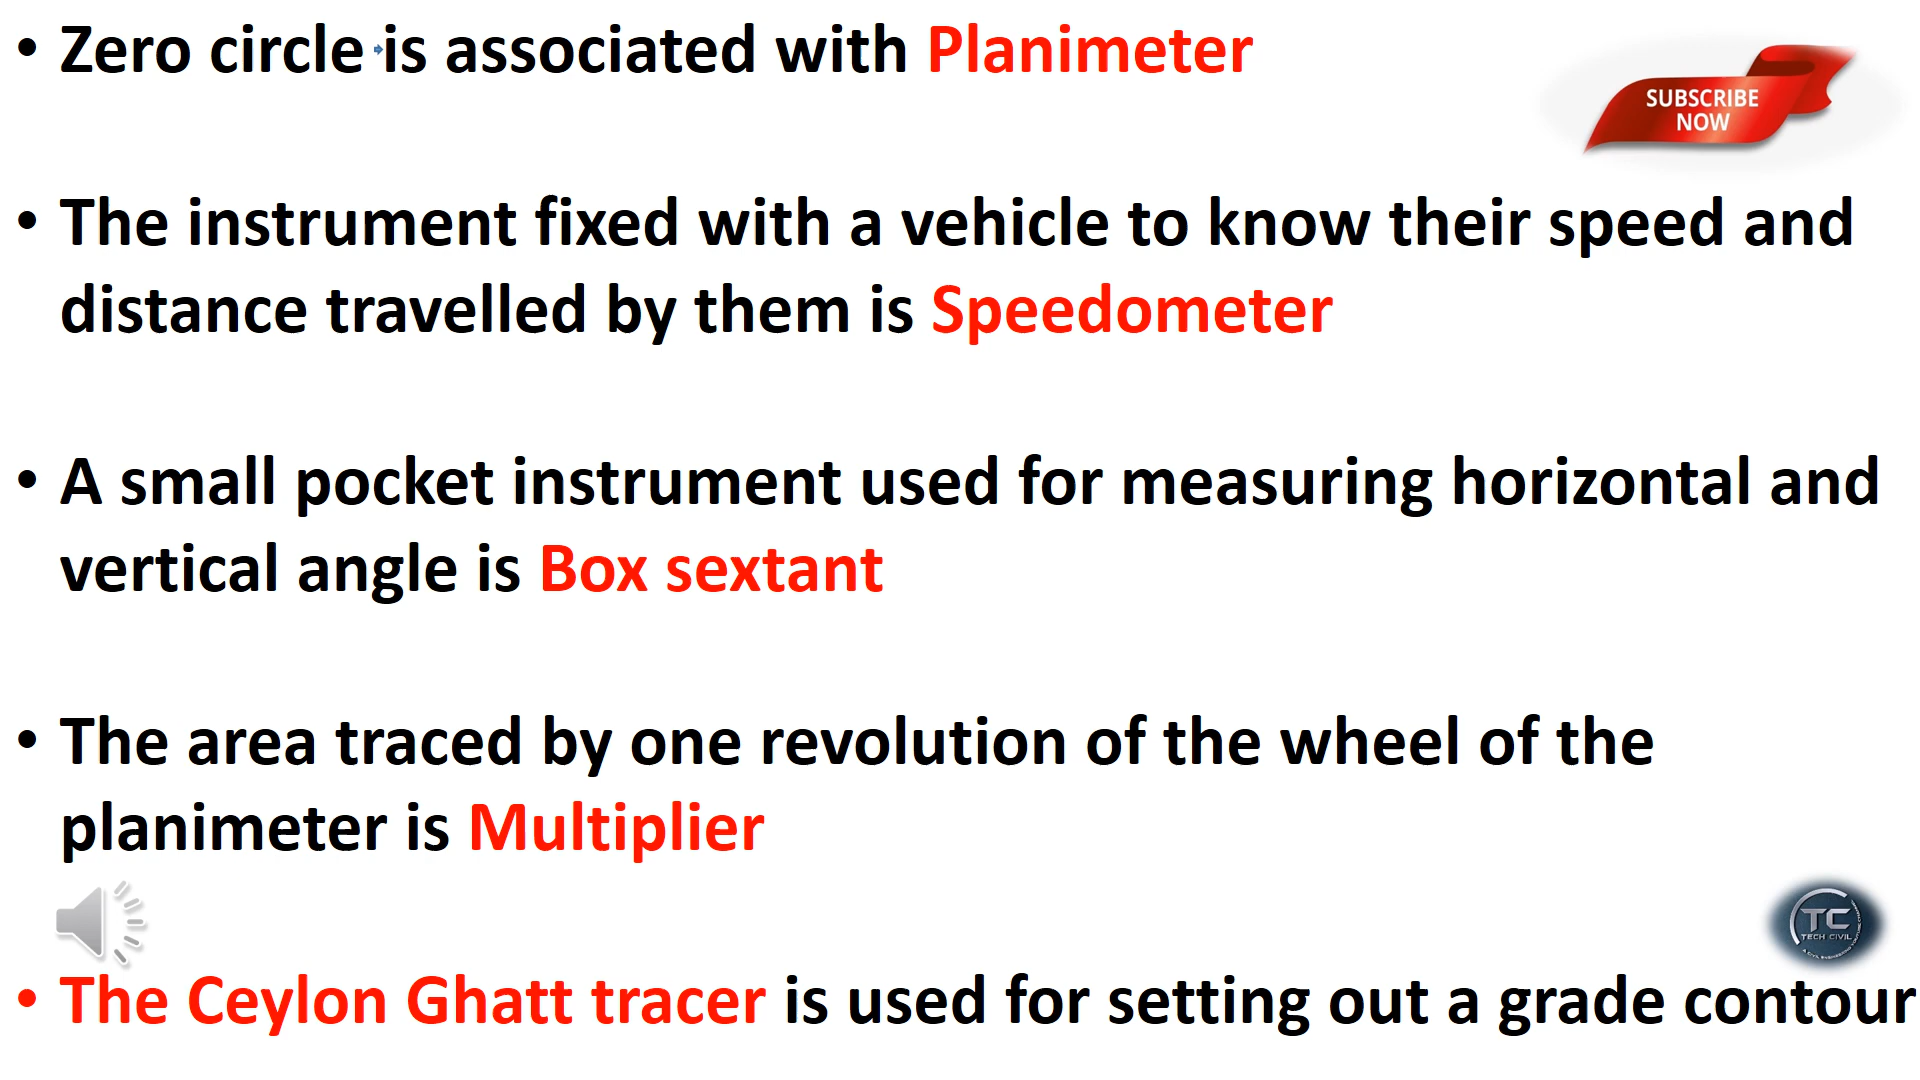 • Zero circle is associated with Planimeter
SUBSCRIBE
NOW
• The instrument fixed with a vehicle to know their speed and
distance travelled by them is Speedometer
• A small pocket instrument used for measuring horizontal and
vertical angle is Box sextant
• The area traced by one revolution of the wheel of the
planimeter is Multiplier
TC
TECH CIVIL
• The Ceylon Ghatt tracer is used for setting out a grade contour